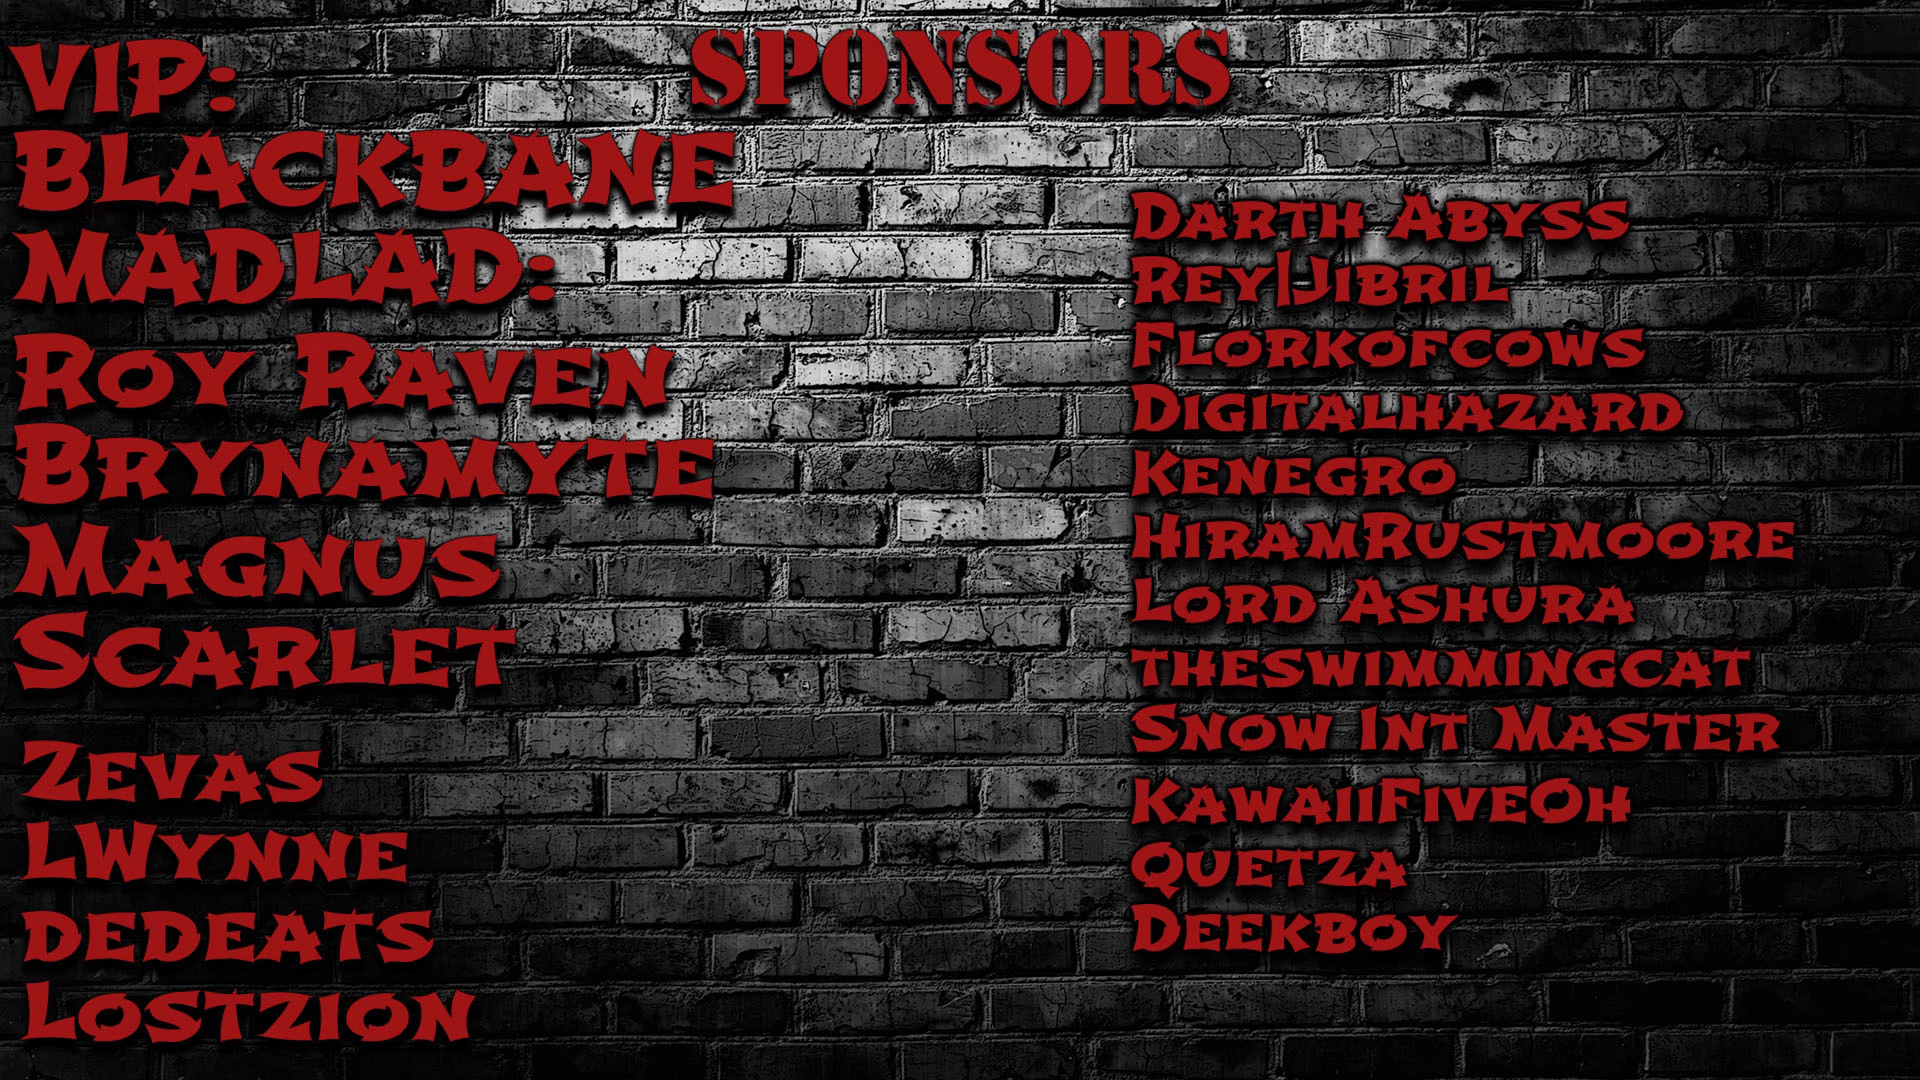 SPONSORS
VIP:
BLACKBANE
MADLAD:
Roy Raven
Brynamyte
Magnus
Scarlet
Zevas
LWynne
dedeats
Lostzion
Darth Abyss
Rey|Jibril
Florkofcows
Digitalhazard
Kenegro
HiramRustmoore
Lord Ashura
theswimmingcat
Snow Int Master
KawaiiFiveOh
Quetza
Deekboy